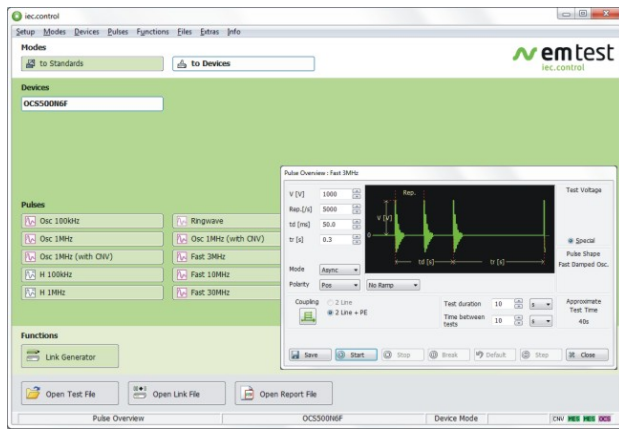 iec.control
Setup Modes Devices Pulses Functions Files Extras Info
Modes
to Standards
to Devices
emtest
iec.control
Devices
OCS500N6F
Pulses
Osc 100kHz
Ringwave
Osc 1MHz
Osc 1MHz (with CNV)
Osc 1MHz (with CNV)
Fast 3MHz
H 100kHz
Fast 10MHz
H 1MHz
Fast 30MHz
Functions
Link Generator
Open Test File
Open Link File
Open Report File
Pulse Overview
OCS500N6F
Device Mode
CNV
OCS
Pulse Overview : Fast 3MHz
V [V] 1000
Rep.[/s] 5000
td [ms] 50.0
tr [s] 0.3
Rep.
V [V]
0
td [s]
tr [s]
Test Voltage
Special
Pulse Shape
Fast Damped Osc.
Mode Async
Polarity Pos No Ramp
Coupling
2 Line
2 Line + PE
Test duration 10 s
Time between tests 10 s
Approximate
Test Time
40s
Save
Start
Stop
Break
Default
Step
Close